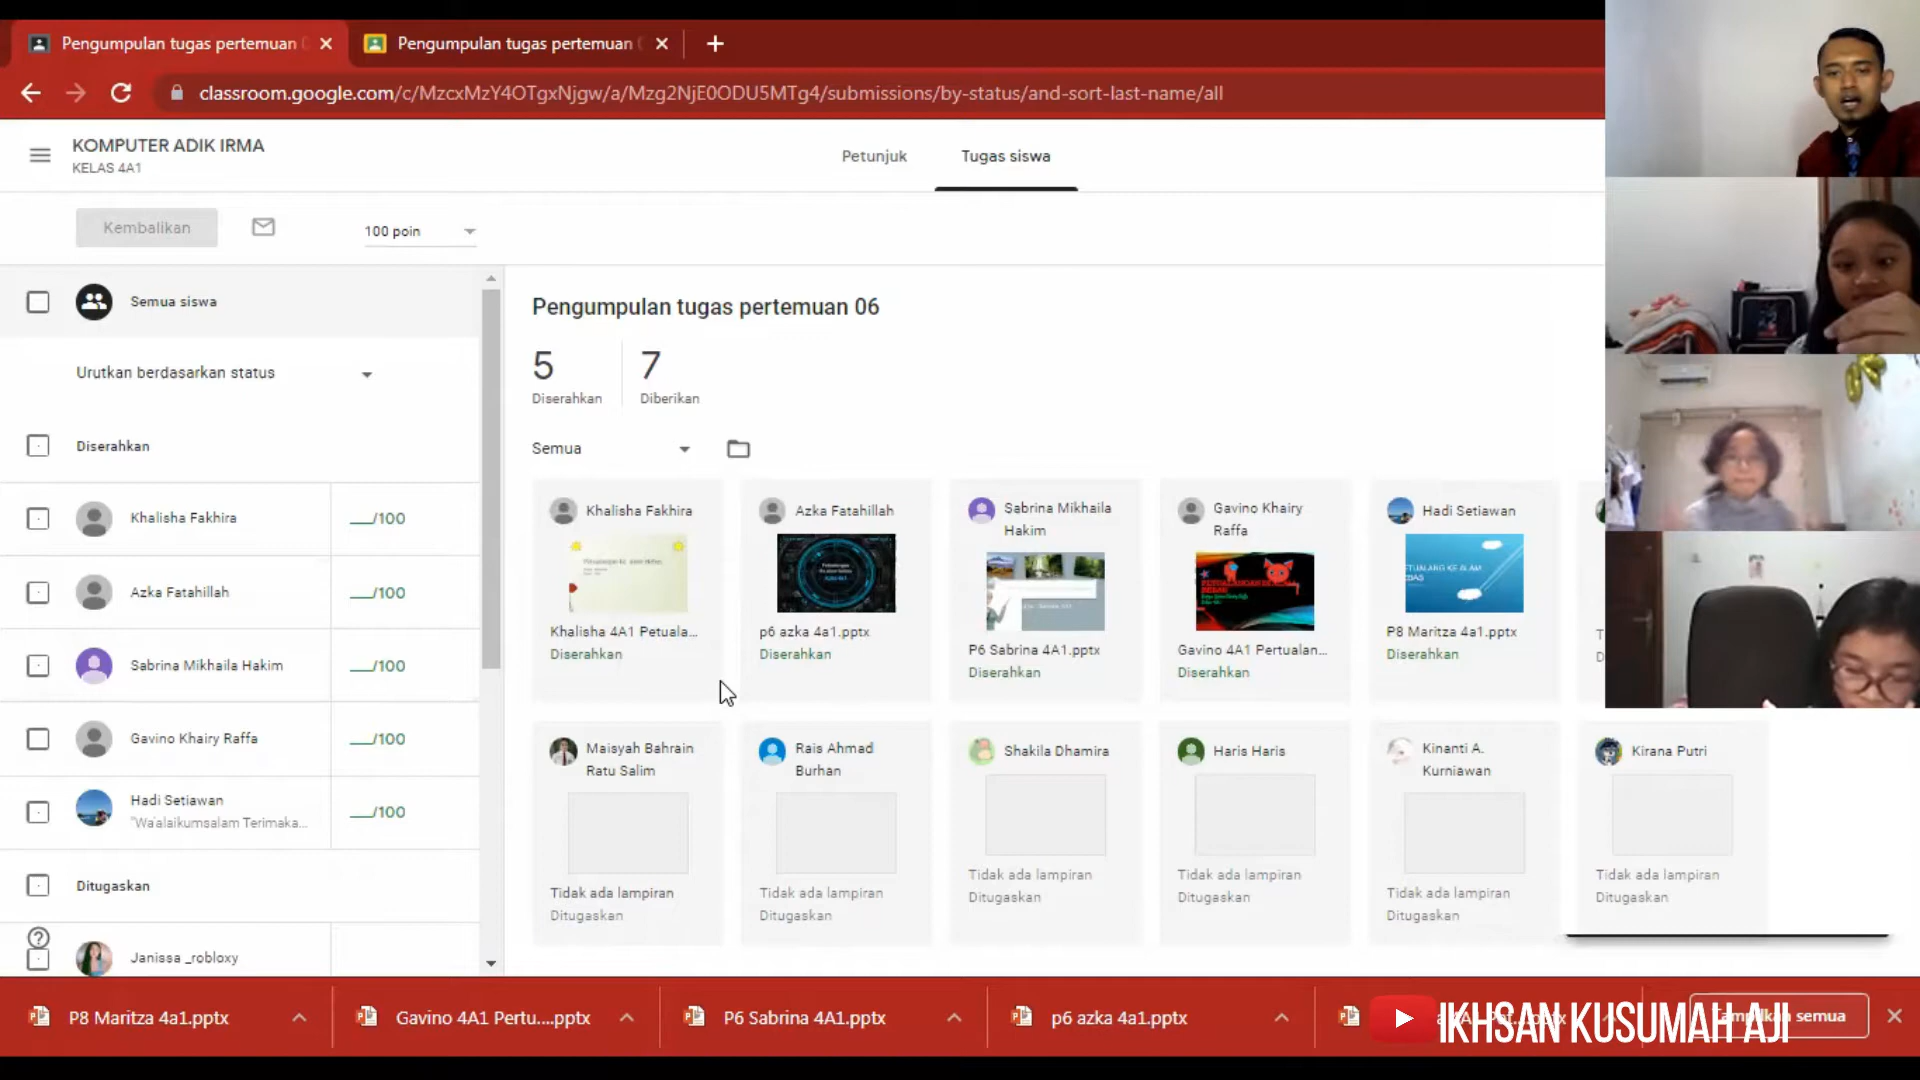 Pengumpulan tugas pertemuan
Pengumpulan tugas pertemuan
classroom.google.com/c/MzcxMzY4OTgxNjgw/a/Mzg2NjE0ODU5MTg4/submissions/by-status/and-sort-last-name/all
KOMPUTER ADIK IRMA
KELAS 4A1
Petunjuk
Tugas siswa
Kembalikan
100 poin
Semua siswa
Urutkan berdasarkan status
Diserahkan
Khalisha Fakhira
__/100
Azka Fatahillah
__/100
Sabrina Mikhaila Hakim
__/100
Gavino Khairy Raffa
__/100
Hadi Setiawan
__/100
"Wa'alaikumsalam Terimaka...
Ditugaskan
Janissa _robloxy
Pengumpulan tugas pertemuan 06
5
Diserahkan
7
Diberikan
Semua
Khalisha Fakhira
Khalisha 4A1 Petuala...
Diserahkan
Azka Fatahillah
p6 azka 4a1.pptx
Diserahkan
Sabrina Mikhaila
Hakim
P6 Sabrina 4A1.pptx
Diserahkan
Gavino Khairy
Raffa
Gavino 4A1 Pertualan...
Diserahkan
Hadi Setiawan
P8 Maritza 4a1.pptx
Diserahkan
Maisyah Bahrain
Ratu Salim
Tidak ada lampiran
Ditugaskan
Rais Ahmad
Burhan
Tidak ada lampiran
Ditugaskan
Shakila Dhamira
Tidak ada lampiran
Ditugaskan
Haris Haris
Tidak ada lampiran
Ditugaskan
Kinanti A.
Kurniawan
Tidak ada lampiran
Ditugaskan
Kirana Putri
Tidak ada lampiran
Ditugaskan
P8 Maritza 4a1.pptx
Gavino 4A1 Pertu....pptx
P6 Sabrina 4A1.pptx
p6 azka 4a1.pptx
semua
IKHSAN KUSUMAH AJI